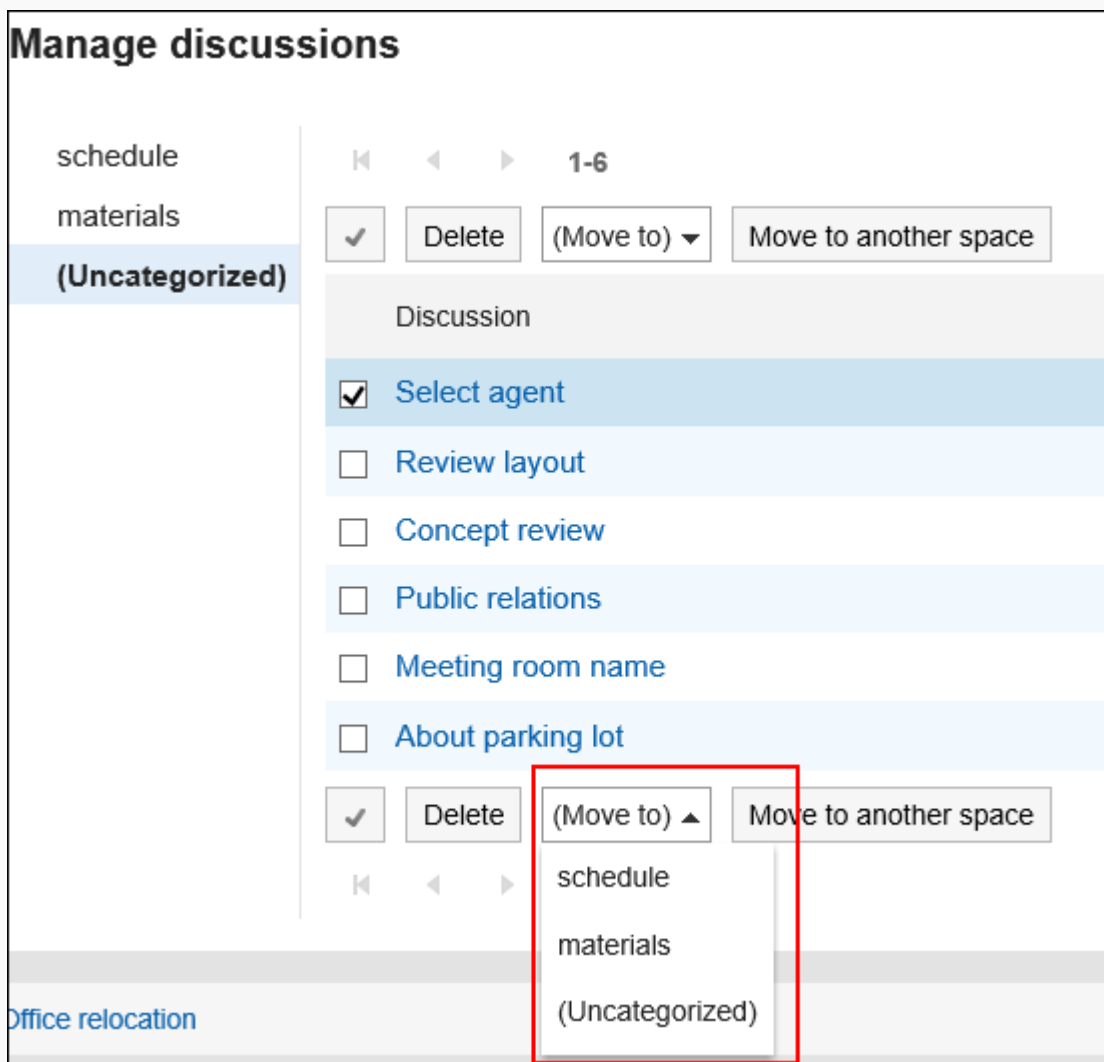 Manage discussions
schedule
materials
(Uncategorized)
1-6
Delete
(Move to)
Move to another space
Discussion
Select agent
Review layout
Concept review
Public relations
Meeting room name
About parking lot
Delete
(Move to)
Move to another space
schedule
materials
(Uncategorized)
Office relocation